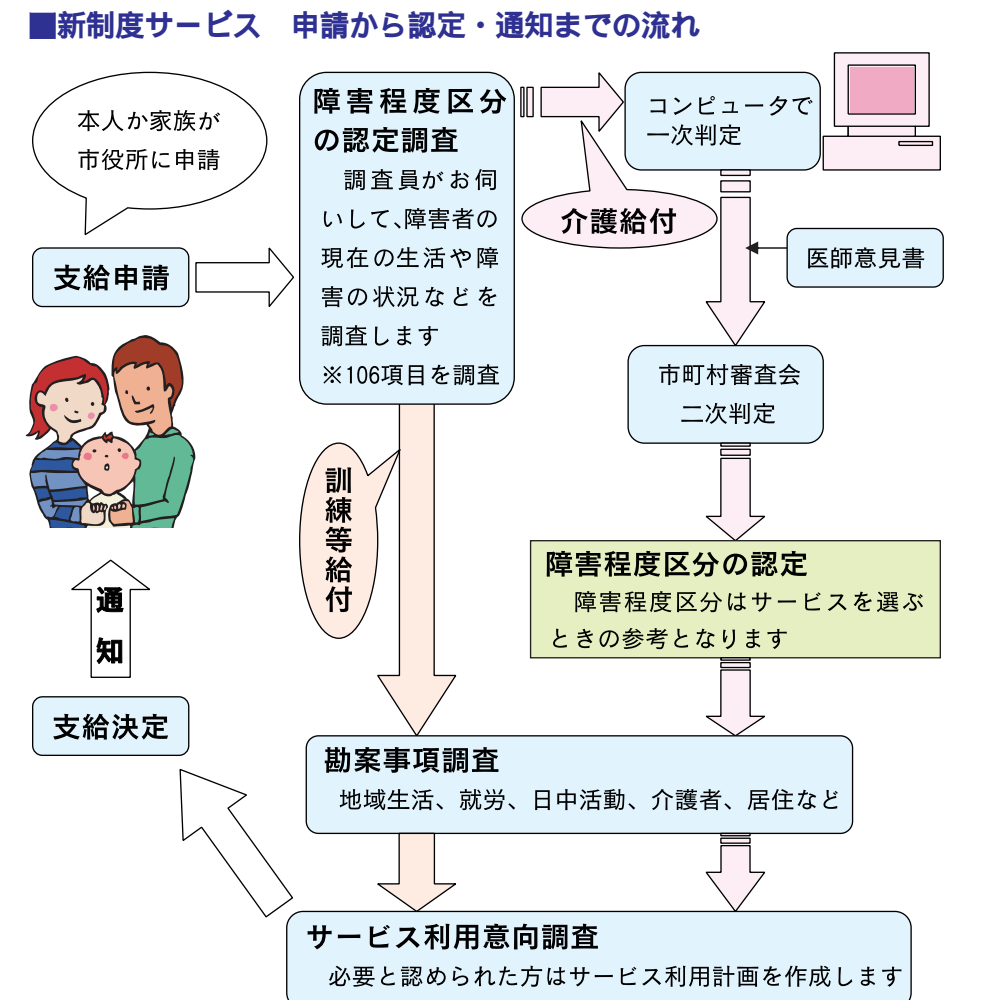 ■新制度サービス　申請から認定・通知までの流れ
本人か家族が
市役所に申請
支給申請
障害程度区分
の認定調査
調査員がお伺
いして、障害者の
現在の生活や障
害の状況などを
調査します
※106項目を調査
コンピュータで
一次判定
介護給付
医師意見書
市町村審査会
二次判定
訓練等給付
障害程度区分の認定
障害程度区分はサービスを選ぶ
ときの参考となります
勘案事項調査
地域生活、就労、日中活動、介護者、居住など
サービス利用意向調査
必要と認められた方はサービス利用計画を作成します
支給決定
通知